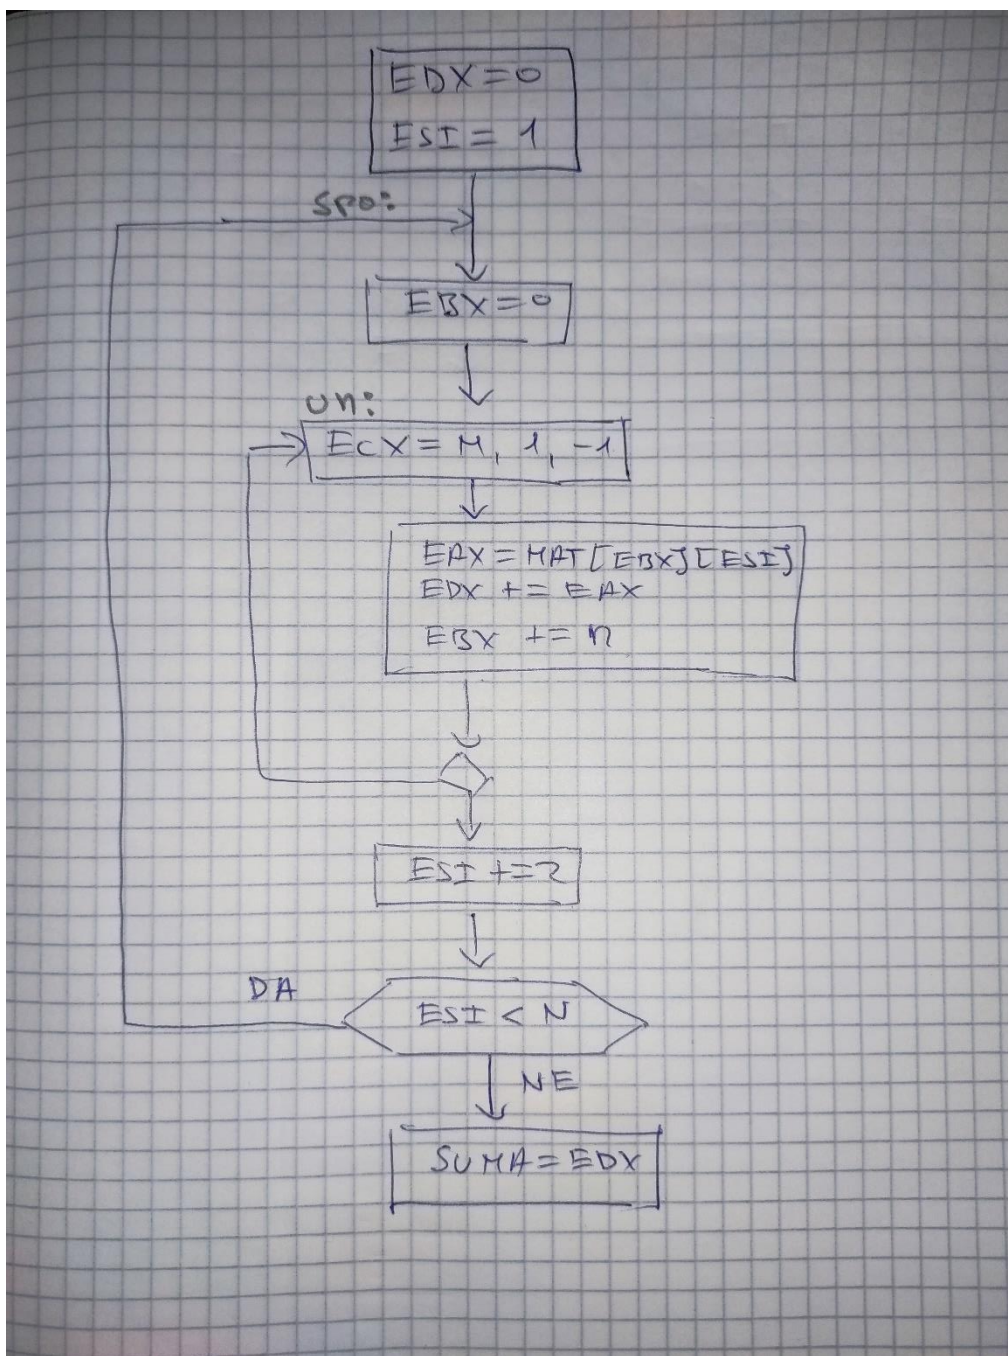 EDX=0
ESI=1
SPO:
EBX=0
UN:
ECX=M, 1, -1
EAX=MAT[EBX][ESI]
EDX += EAX
EBX += n
ESI +=2
DA
ESI < N
NE
SUMA=EDX